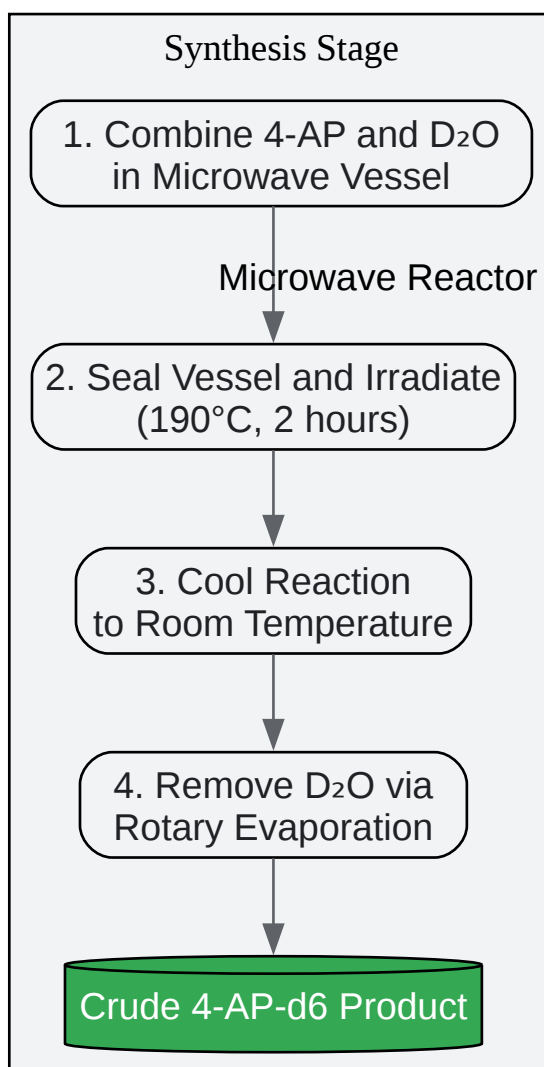 Synthesis Stage
1. Combine 4-AP and D₂O
in Microwave Vessel
Microwave Reactor
2. Seal Vessel and Irradiate
(190°C, 2 hours)
3. Cool Reaction
to Room Temperature
4. Remove D₂O via
Rotary Evaporation
Crude 4-AP-d6 Product